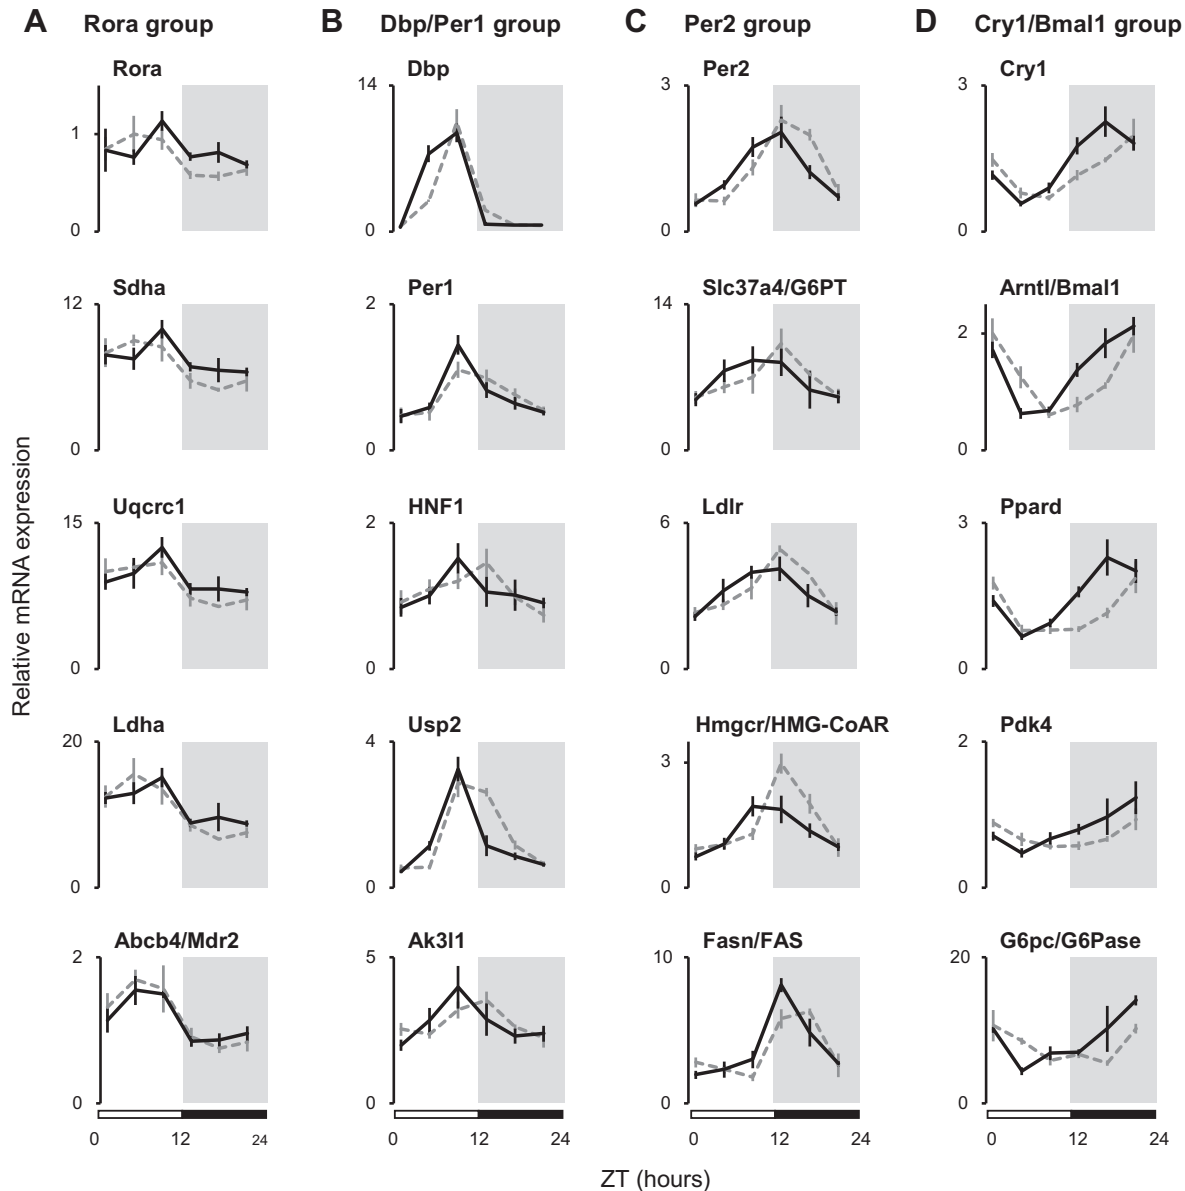 A Rora group B Dbp/Per1 group C Per2 group D Cry1/Bmal1 group
Rora Dbp Per2 Cry1
14 3 3
1
0 0 0 0
Sdha Per1 Slc37a4/G6PT Arntl/Bmal1
12 2 14
2
0 0 0 0
Uqcrc1 HNF1 Ldlr Ppard
15 2 6 3
0 0 0 0
Relative mRNA expression
Ldha Usp2 Hmgcr/HMG-CoAR Pdk4
20 4 2
3
0 0 0 0
Abcb4/Mdr2 Ak3l1 Fasn/FAS G6pc/G6Pase
2 5 10 20
0 0 0 0
0 12 24 0 12 24 0 12 24 0 12 24
ZT (hours)